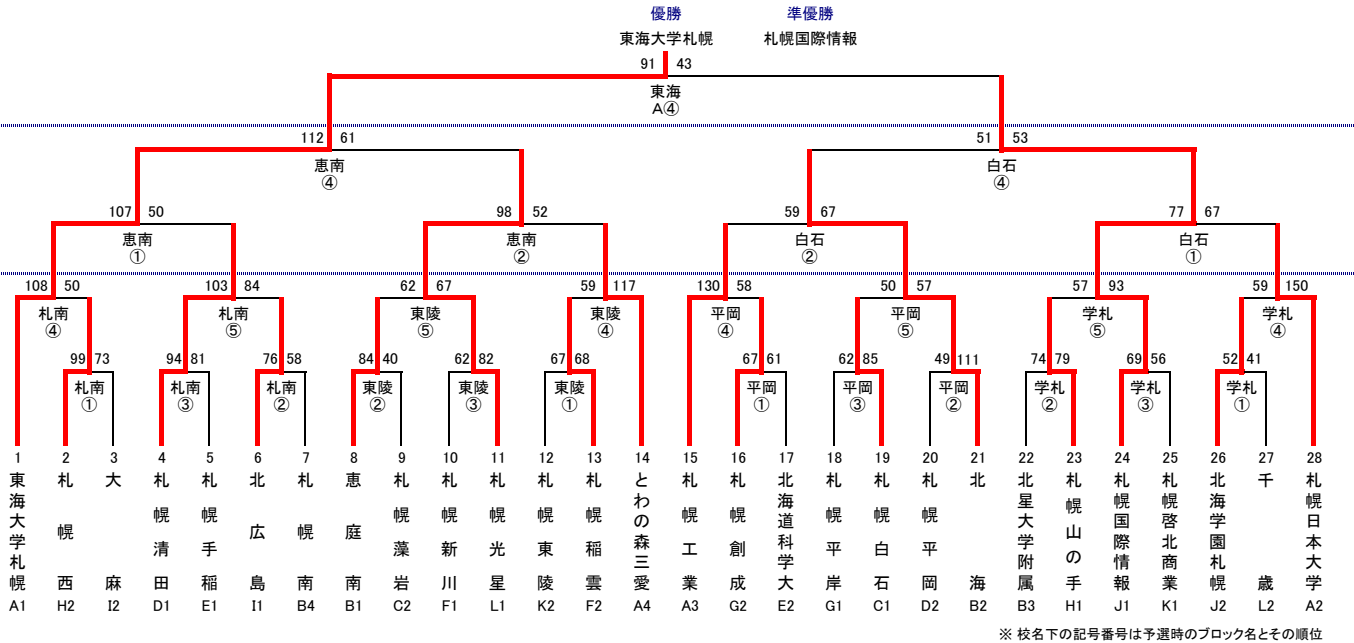 優勝 準優勝
東海大学札幌 札幌国際情報
91 43
東海
A④
112 61 51 53
恵南 白石
④ ④
107 50 98 52 59 67 77 67
恵南 恵南 白石 白石
① ② ② ①
108 50 103 84 62 67 59 117 130 58 50 57 57 93 59 150
札南 札南 東陵 東陵 平岡 平岡 学札 学札
④ ⑤ ⑤ ④ ④ ⑤ ⑤ ④
99 73 94 81 76 58 84 40 62 82 67 68 67 61 62 85 49 111 74 79 69 56 52 41
札南 札南 札南 東陵 東陵 東陵 平岡 平岡 平岡 学札 学札 学札
① ③ ② ② ③ ① ① ③ ② ② ③ ①
1 2 3 4 5 6 7 8 9 10 11 12 13 14 15 16 17 18 19 20 21 22 23 24 25 26 27 28
東海大学札幌
札幌西
大麻
札幌清田
札幌手稲
北広島
札幌南
恵庭南
札幌藻岩
札幌新川
札幌光星
札幌東陵
札幌稲雲
とわの森三愛
札幌工業
札幌創成
北海道科学大
札幌平岸
札幌白石
札幌平岡
北海
北星大学附属
札幌山の手
札幌国際情報
札幌啓北商業
北海学園札幌
千歳
札幌日本大学
A1 H2 I2 D1 E1 I1 B4 B1 C2 F1 L1 K2 F2 A4 A3 G2 E2 G1 C1 D2 B2 B3 H1 J1 K1 J2 L2 A2
※ 校名下の記号番号は予選時のブロック名とその順位